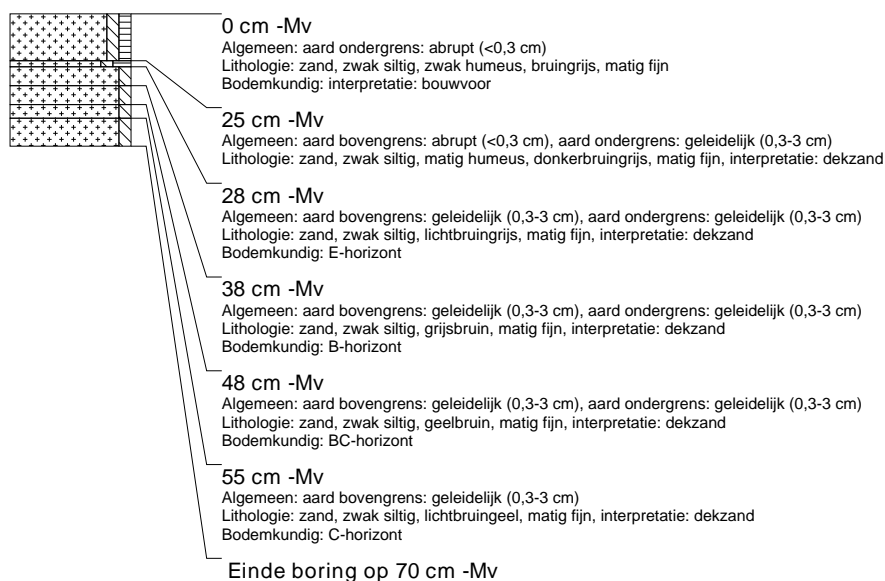 0 cm -Mv
Algemeen: aard ondergrens: abrupt (<0,3 cm)
Lithologie: zand, zwak siltig, zwak humeus, bruingrijs, matig fijn
Bodemkundig: interpretatie: bouwvoor
25 cm -Mv
Algemeen: aard bovengrens: abrupt (<0,3 cm), aard ondergrens: geleidelijk (0,3-3 cm)
Lithologie: zand, zwak siltig, matig humeus, donkerbruingrijs, matig fijn, interpretatie: dekzand
28 cm -Mv
Algemeen: aard bovengrens: geleidelijk (0,3-3 cm), aard ondergrens: geleidelijk (0,3-3 cm)
Lithologie: zand, zwak siltig, lichtbruingrijs, matig fijn, interpretatie: dekzand
Bodemkundig: E-horizont
38 cm -Mv
Algemeen: aard bovengrens: geleidelijk (0,3-3 cm), aard ondergrens: geleidelijk (0,3-3 cm)
Lithologie: zand, zwak siltig, grijsbruin, matig fijn, interpretatie: dekzand
Bodemkundig: B-horizont
48 cm -Mv
Algemeen: aard bovengrens: geleidelijk (0,3-3 cm), aard ondergrens: geleidelijk (0,3-3 cm)
Lithologie: zand, zwak siltig, geelbruin, matig fijn, interpretatie: dekzand
Bodemkundig: BC-horizont
55 cm -Mv
Algemeen: aard bovengrens: geleidelijk (0,3-3 cm)
Lithologie: zand, zwak siltig, lichtbruingeel, matig fijn, interpretatie: dekzand
Bodemkundig: C-horizont
Einde boring op 70 cm -Mv